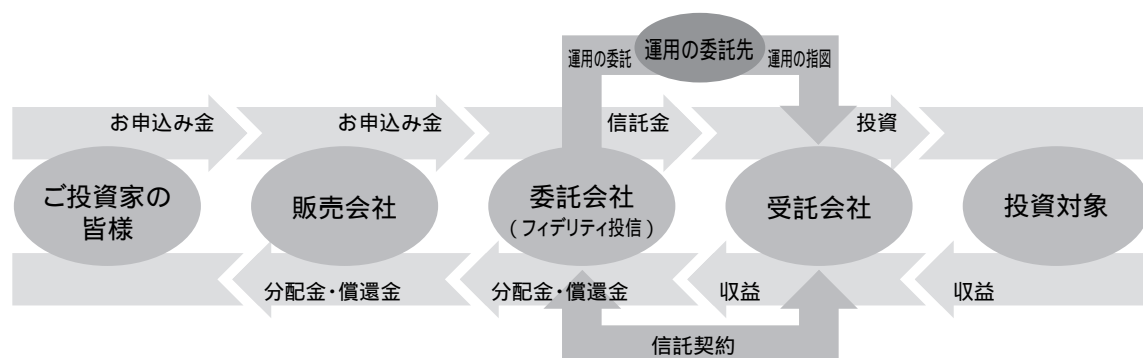 運用の委託
運用の委託先
運用の指図
お申込み金
お申込み金
信託金
投資
ご投資家の
皆様
販売会社
委託会社
(フィデリティ投信)
受託会社
投資対象
分配金・償還金
分配金・償還金
収益
収益
信託契約